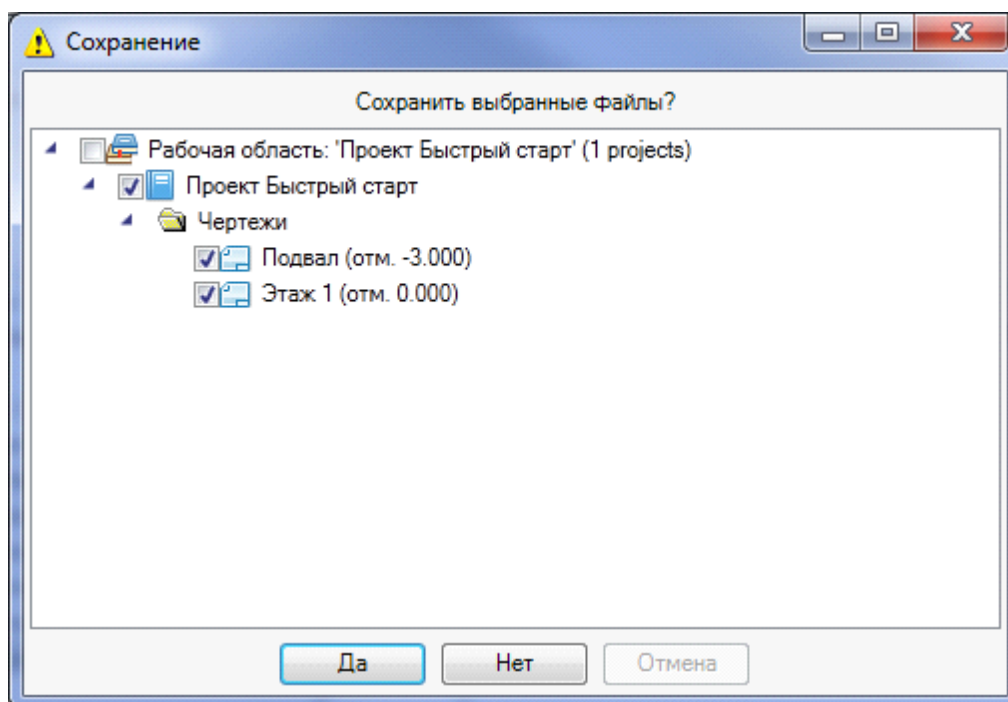 Сохранение
Сохранить выбранные файлы?
Рабочая область: 'Проект Быстрый старт' (1 projects)
Проект Быстрый старт
Чертежи
Подвал (отм. -3.000)
Этаж 1 (отм. 0.000)
Да Нет Отмена